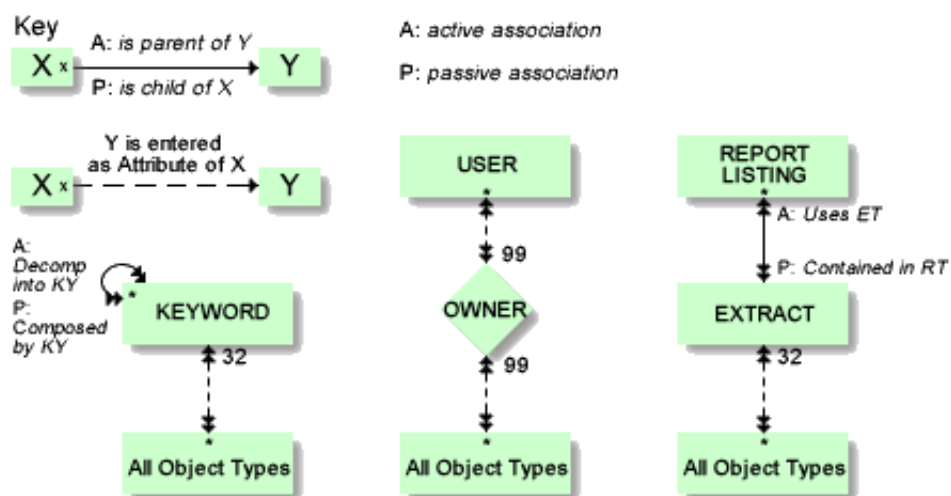 Key
X x
A: is parent of Y
P: is child of X
Y
A: active association
P: passive association
Y is entered
as Attribute of X
X x
Y
A:
Decomp
into KY
P:
Composed
by KY
*
KEYWORD
32
*
All Object Types
USER
*
99
OWNER
99
*
All Object Types
REPORT
LISTING
*
A: Uses ET
P: Contained in RT
EXTRACT
32
*
All Object Types